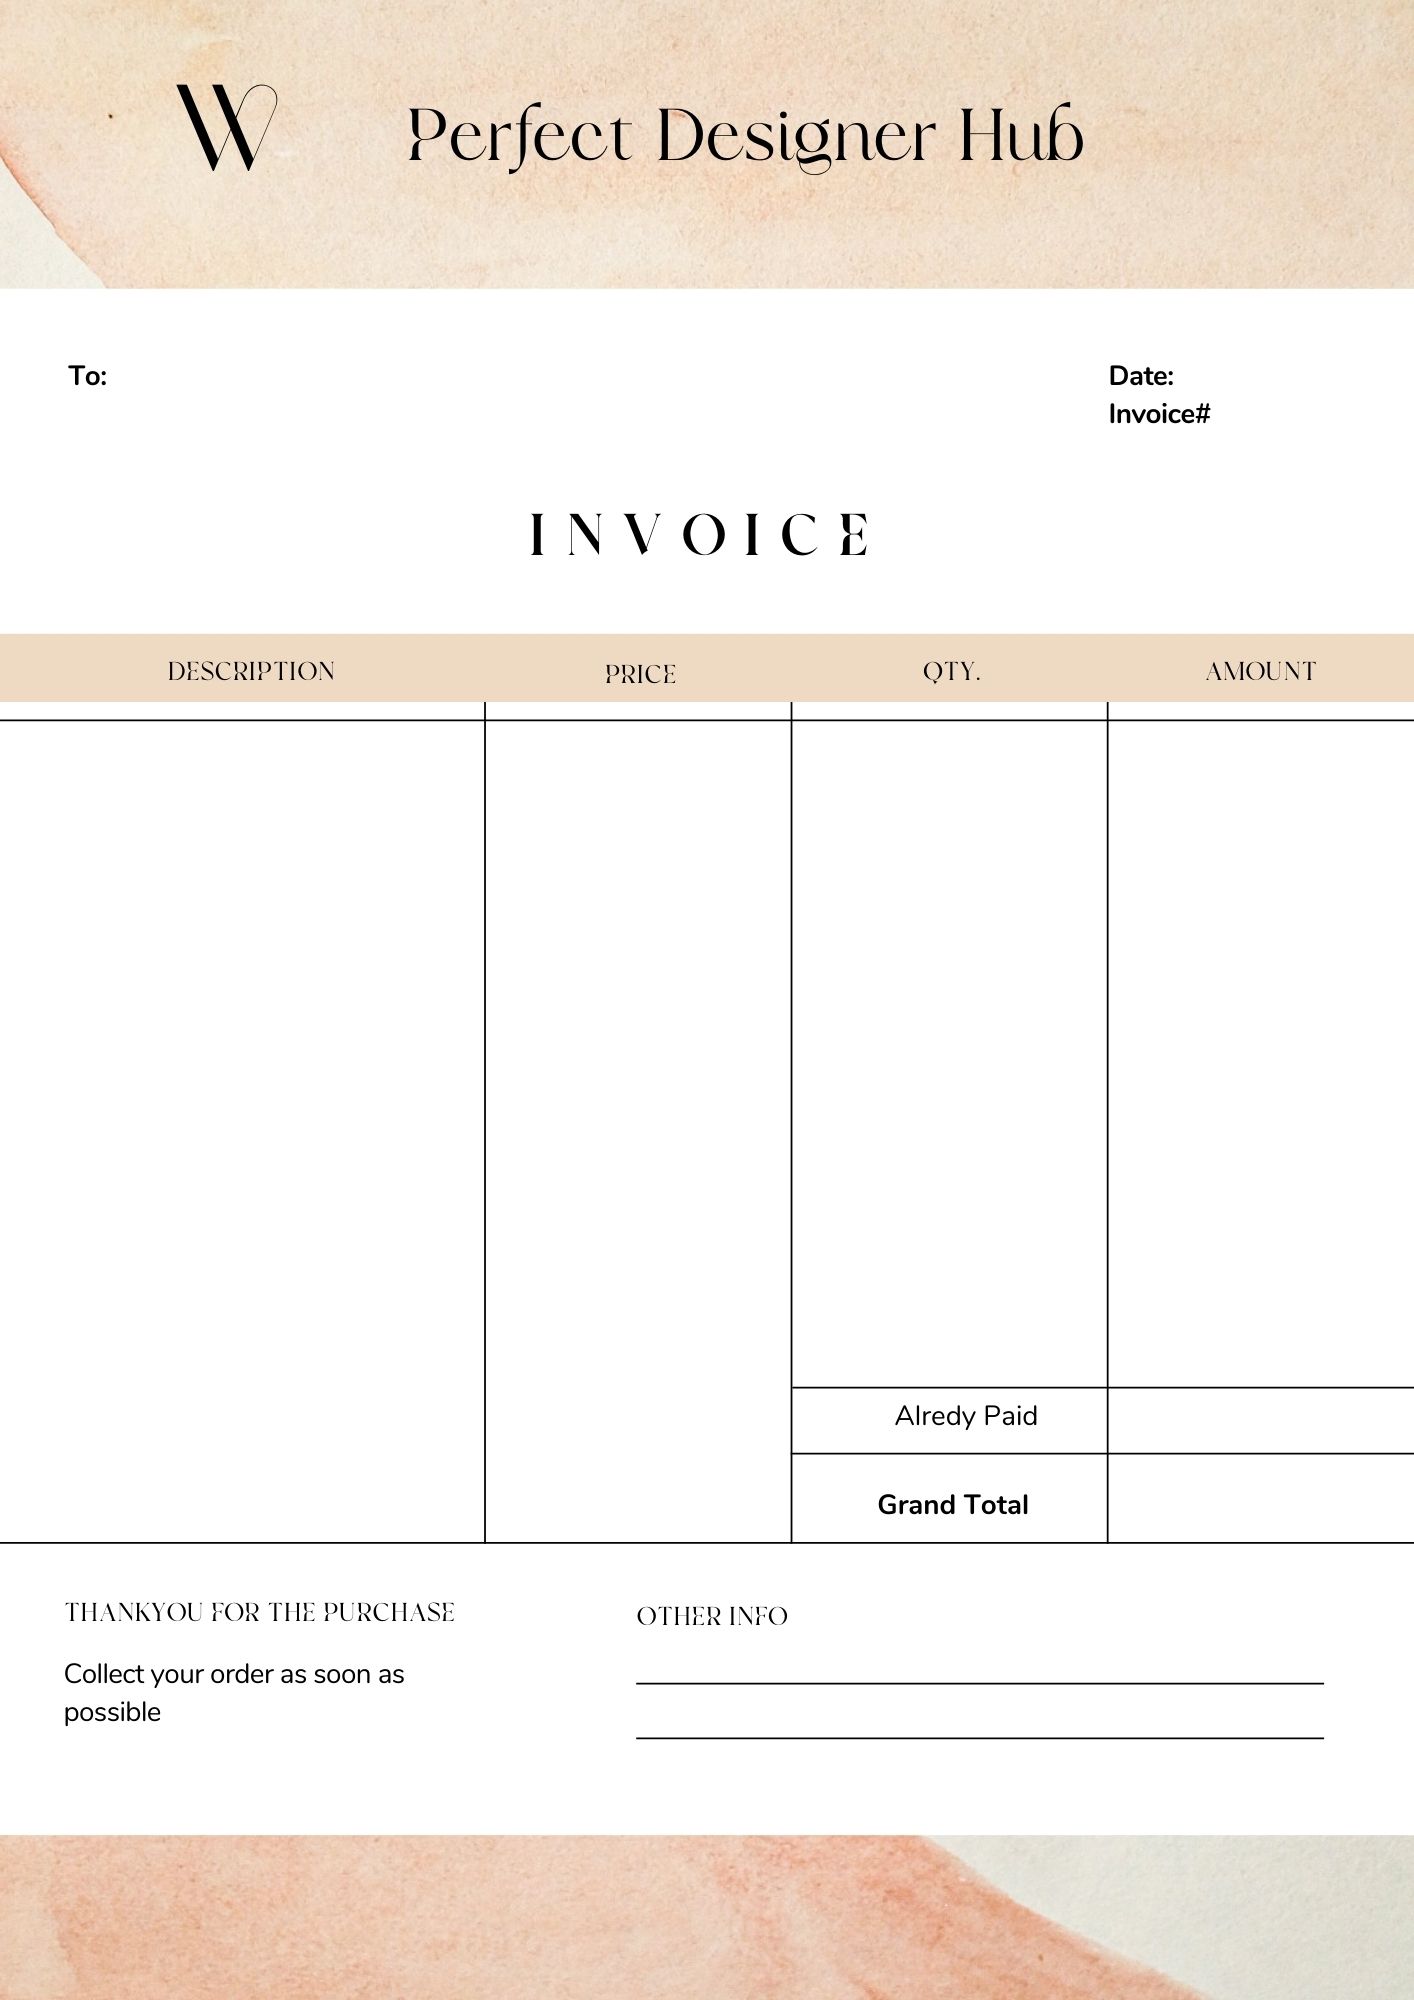 W
Perfect Designer Hub
To:
Date:
Invoice#
INVOICE
DESCRIPTION PRICE QTY. AMOUNT
Alredy Paid
Grand Total
THANKYOU FOR THE PURCHASE
Collect your order as soon as
possible
OTHER INFO